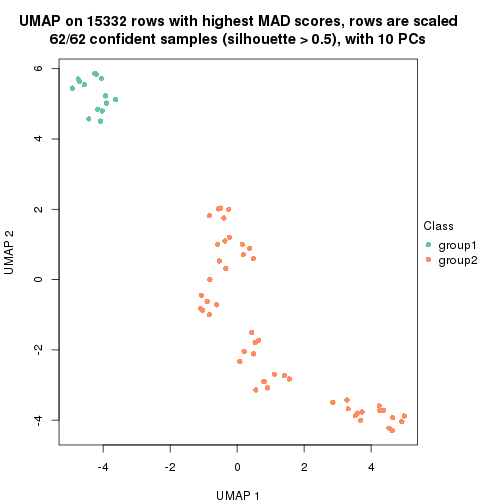 UMAP on 15332 rows with highest MAD scores, rows are scaled
62/62 confident samples (silhouette > 0.5), with 10 PCs
6
4
2
0
-2
-4
UMAP 2
-4
-2
0
2
4
UMAP 1
Class
group1
group2